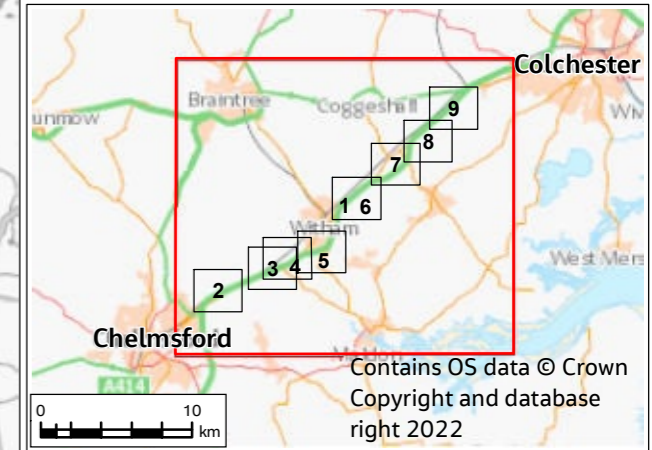 Colchester
Braintree
Coggeshall
unmow
9
8
7
1 6
Witham
5
4
3
2
West Mers
Chelmsford
Contains OS data © Crown
Copyright and database
right 2022
A414
0 10
km